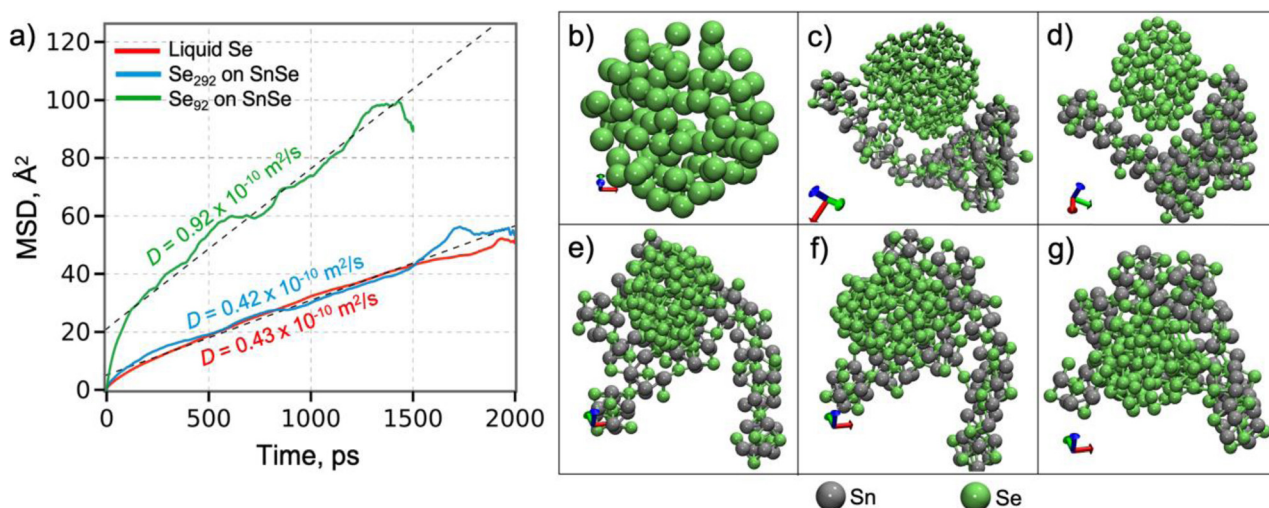 a)
MSD, Å²
120
100
80
60
40
20
0
Liquid Se
Se₂₉₂ on SnSe
Se₉₂ on SnSe
D = 0.92 x 10⁻¹⁰ m²/s
D = 0.42 x 10⁻¹⁰ m²/s
D = 0.43 x 10⁻¹⁰ m²/s
0 500 1000 1500 2000
Time, ps
b)
c)
d)
e)
f)
g)
Sn Se